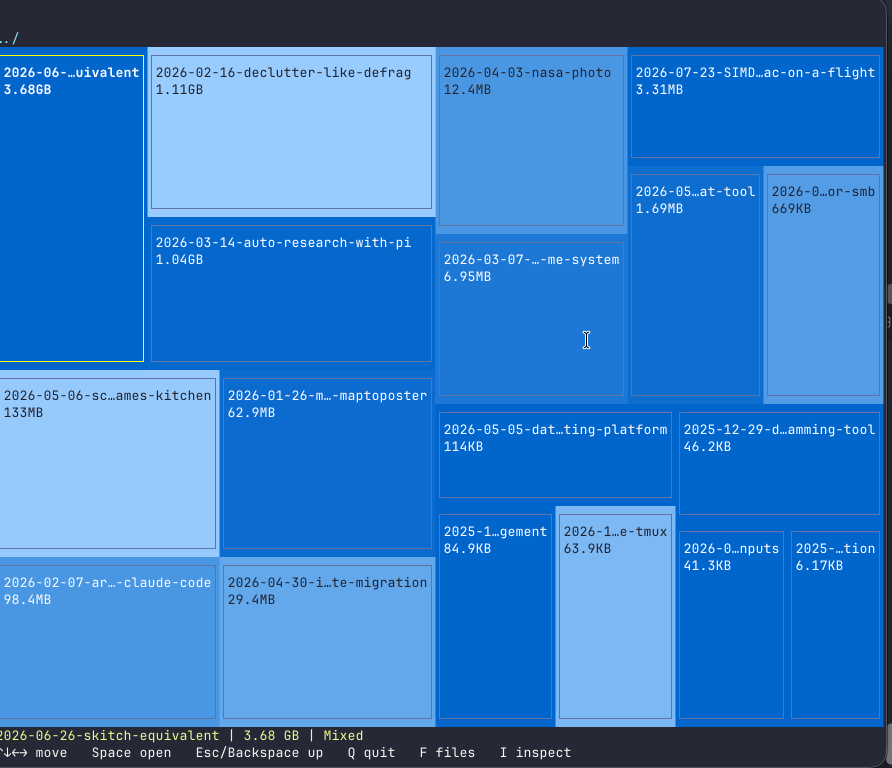 ../
2026-06-…uivalent
3.68GB
2026-02-16-declutter-like-defrag
1.11GB
2026-04-03-nasa-photo
12.4MB
2026-07-23-SIMD…ac-on-a-flight
3.31MB
2026-05…at-tool
1.69MB
2026-0…or-smb
669KB
2026-03-14-auto-research-with-pi
1.04GB
2026-03-07-…-me-system
6.95MB
2026-05-06-sc…ames-kitchen
133MB
2026-01-26-m…-maptoposter
62.9MB
2026-05-05-dat…ting-platform
114KB
2025-12-29-d…amming-tool
46.2KB
2025-1…gement
84.9KB
2026-1…e-tmux
63.9KB
2026-0…nputs
41.3KB
2025-…tion
6.17KB
2026-02-07-ar…-claude-code
98.4MB
2026-04-30-i…te-migration
29.4MB
2026-06-26-skitch-equivalent | 3.68 GB | Mixed
↑↓←→ move Space open Esc/Backspace up Q quit F files I inspect